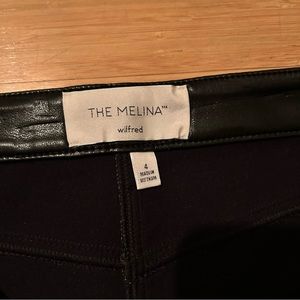 THE MELINA™
wilfred
4
MADE IN
VIETNAM